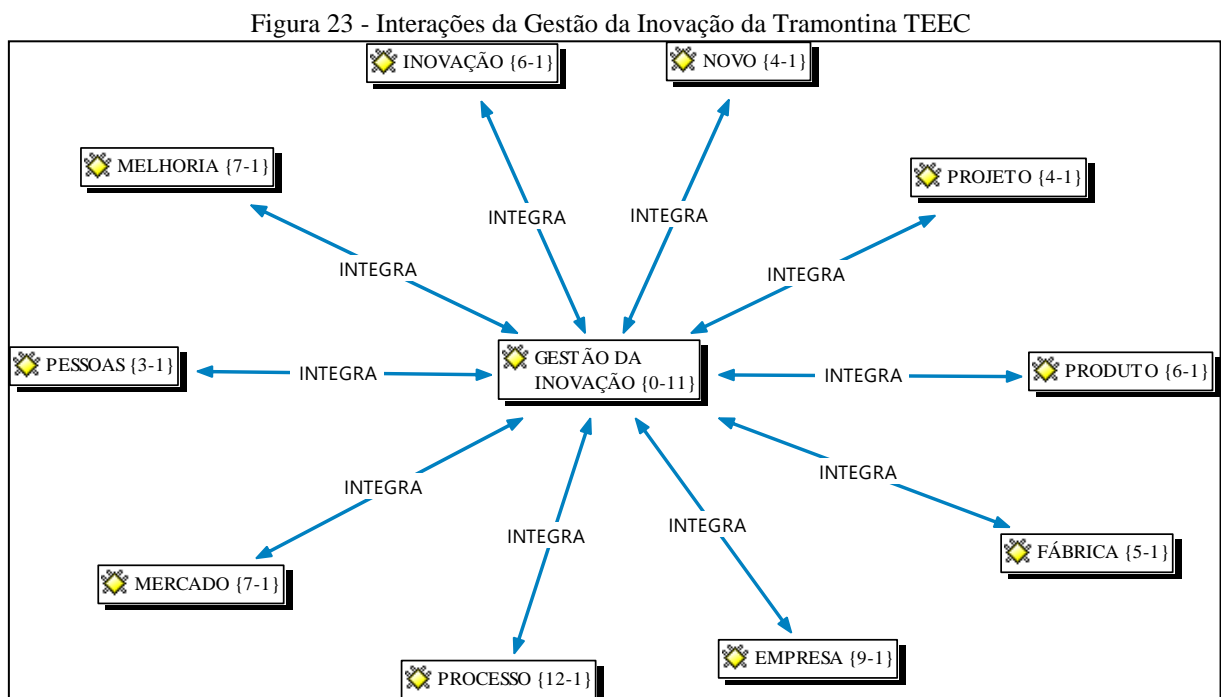 Figura 23 - Interações da Gestão da Inovação da Tramontina TEEC
INOVAÇÃO {6-1}
NOVO {4-1}
MELHORIA {7-1}
PROJETO {4-1}
INTEGRA
INTEGRA
INTEGRA
INTEGRA
PESSOAS {3-1}
INTEGRA
GESTÃO DA
INOVAÇÃO {0-11}
INTEGRA
PRODUTO {6-1}
INTEGRA
INTEGRA
INTEGRA
INTEGRA
FÁBRICA {5-1}
MERCADO {7-1}
EMPRESA {9-1}
PROCESSO {12-1}